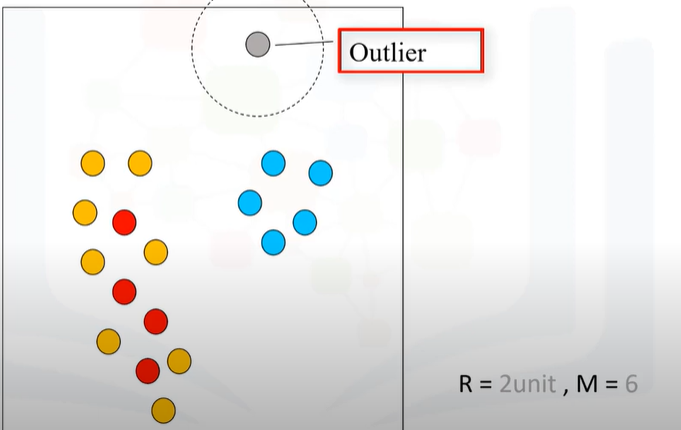 Outlier
R = 2unit , M = 6